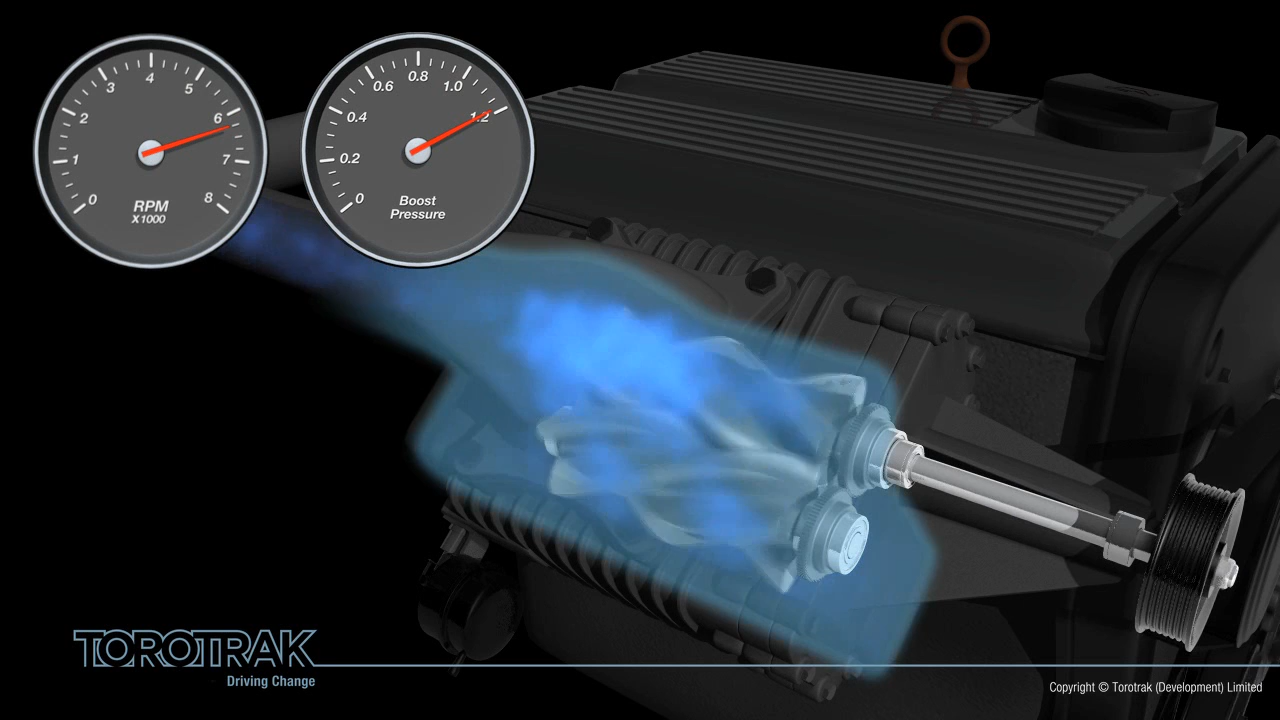 0
1
2
3
4
5
6
7
8
RPM
X1000
0
0.2
0.4
0.6
0.8
1.0
1.2
Boost
Pressure
TOROTRAK
Driving Change
Copyright © Torotrak (Development) Limited